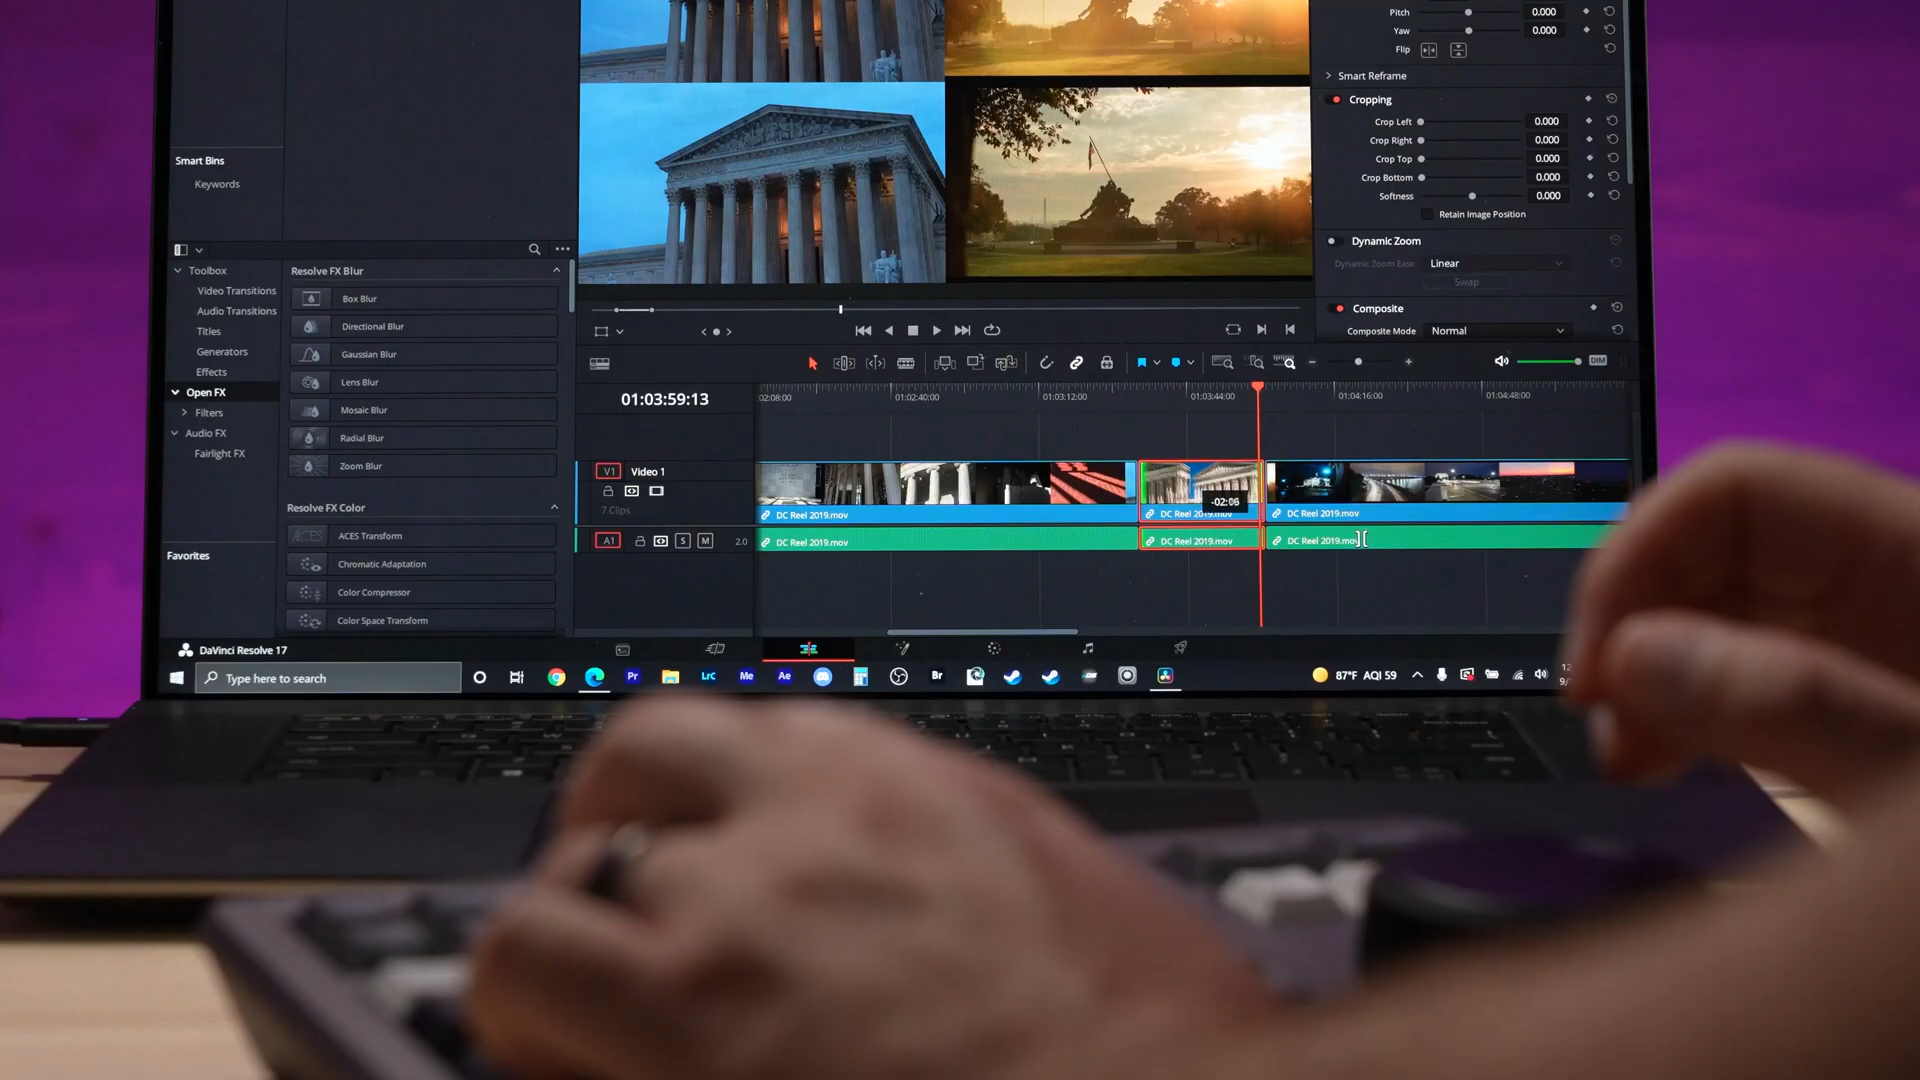 Pitch 0.000
Yaw 0.000
Flip
Smart Reframe
Cropping
Crop Left 0.000
Crop Right 0.000
Crop Top 0.000
Crop Bottom 0.000
Softness 0.000
Retain Image Position
Dynamic Zoom
Dynamic Zoom Ease Linear
Swap
Composite
Composite Mode Normal
Smart Bins
Keywords
Toolbox
Video Transitions
Audio Transitions
Titles
Generators
Effects
Open FX
Filters
Audio FX
Fairlight FX
Favorites
Resolve FX Blur
Box Blur
Directional Blur
Gaussian Blur
Lens Blur
Mosaic Blur
Radial Blur
Zoom Blur
Resolve FX Color
ACES ACES Transform
Chromatic Adaptation
Color Compressor
Color Space Transform
DIM
01:03:59:13
02:08:00 01:02:40:00 01:03:12:00 01:03:44:00 01:04:16:00 01:04:48:00
V1 Video 1
7 Clips
-02:06
DC Reel 2019.mov DC Reel 2019.mov DC Reel 2019.mov
A1 S M 2.0
DC Reel 2019.mov DC Reel 2019.mov DC Reel 2019.mov
DaVinci Resolve 17
Type here to search
Pr LrC Me Ae Br
87°F AQI 59